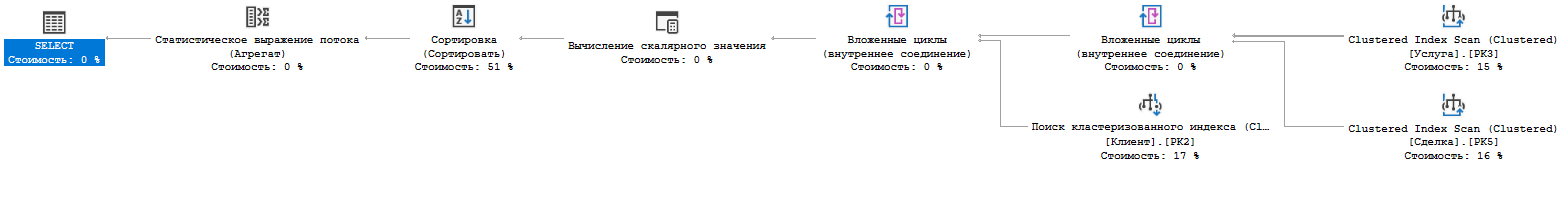 SELECT
Стоимость: 0 %
Статистическое выражение потока
(Агрегат)
Стоимость: 0 %
Сортировка
(Сортировать)
Стоимость: 51 %
Вычисление скалярного значения
Стоимость: 0 %
Вложенные циклы
(внутреннее соединение)
Стоимость: 0 %
Вложенные циклы
(внутреннее соединение)
Стоимость: 0 %
Clustered Index Scan (Clustered)
[Услуга].[PK3]
Стоимость: 15 %
Поиск кластеризованного индекса (Cl…
[Клиент].[PK2]
Стоимость: 17 %
Clustered Index Scan (Clustered)
[Сделка].[PK5]
Стоимость: 16 %